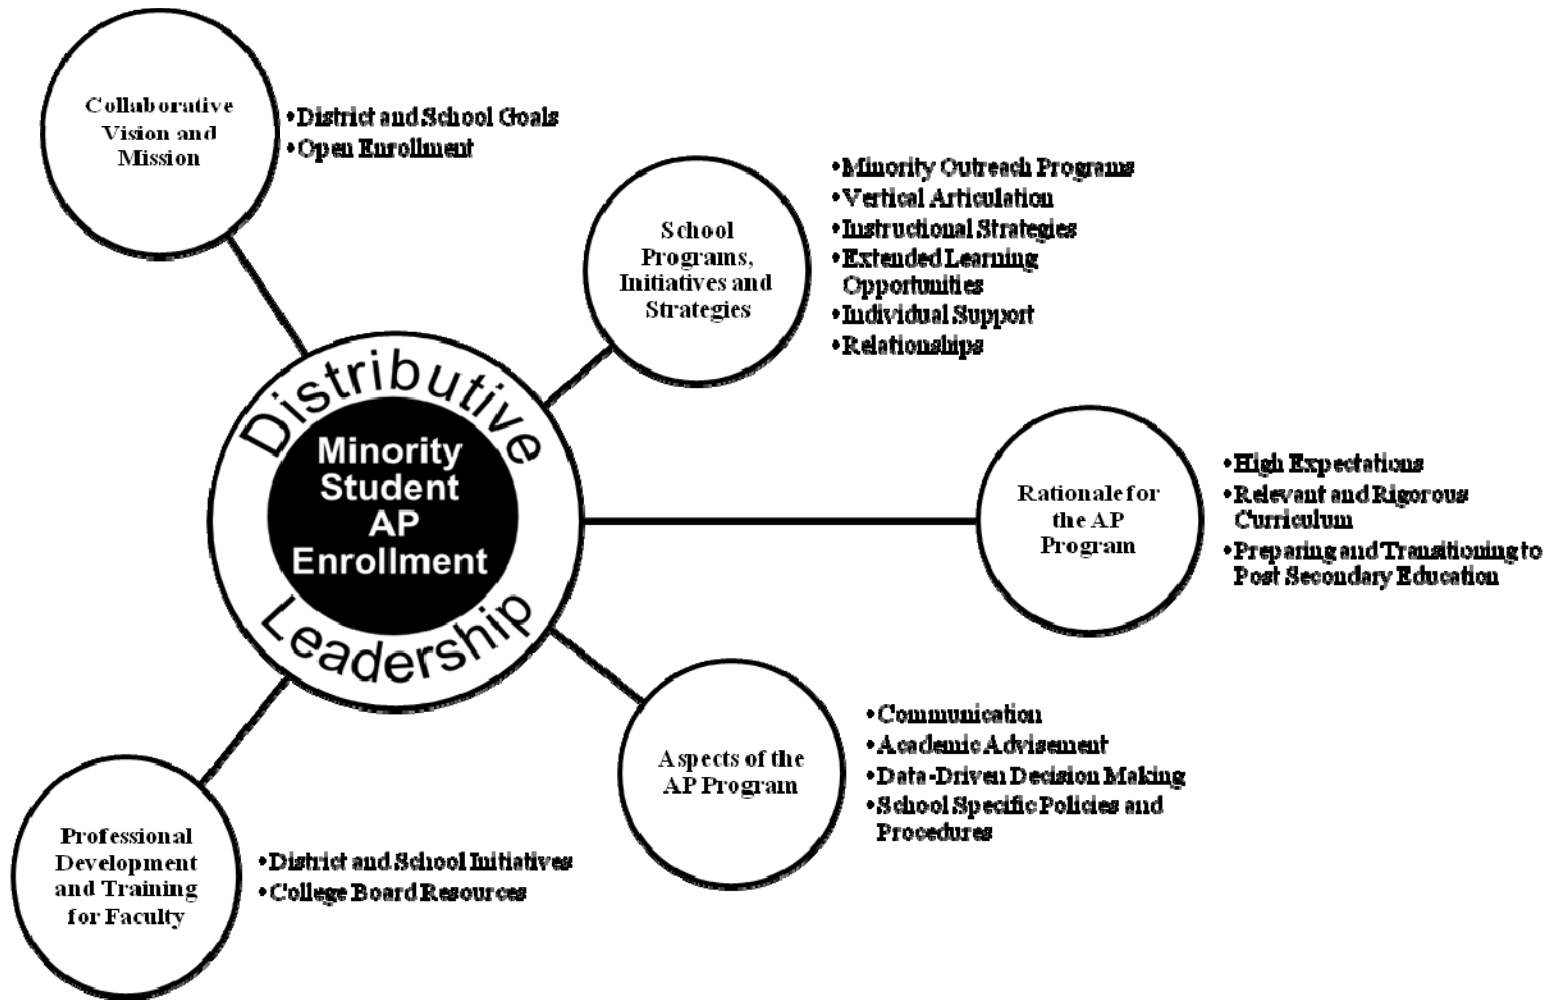 Collaborative
Vision and
Mission
•District and School Goals
•Open Enrollment
School
Programs,
Initiatives and
Strategies
•Minority Outreach Programs
•Vertical Articulation
•Instructional Strategies
•Extended Learning
Opportunities
•Individual Support
•Relationships
Distributive
Minority
Student
AP
Enrollment
Leadership
Rationale for
the AP
Program
•High Expectations
•Relevant and Rigorous
Curriculum
•Preparing and Transitioning to
Post Secondary Education
Aspects of the
AP Program
•Communication
•Academic Advisement
•Data-Driven Decision Making
•School Specific Policies and
Procedures
Professional
Development
and Training
for Faculty
•District and School Initiatives
•College Board Resources